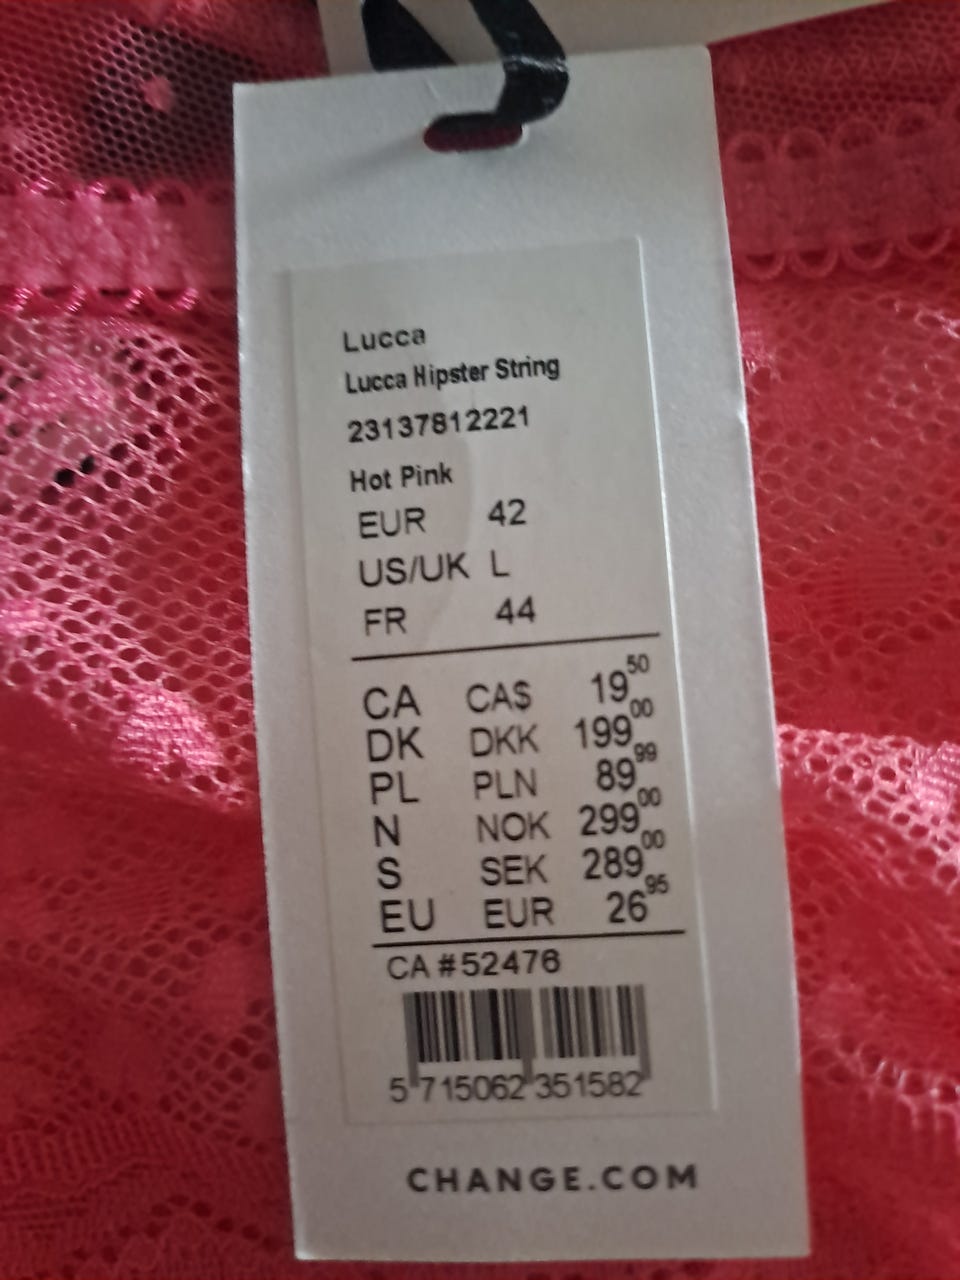 Lucca
Lucca Hipster String
23137812221
Hot Pink
EUR 42
US/UK L
FR 44
CA CA$ 19 50
DK DKK 199 00
PL PLN 89 99
N NOK 299 00
S SEK 289 00
EU EUR 26 95
CA #52476
5 715062 351582
CHANGE.COM